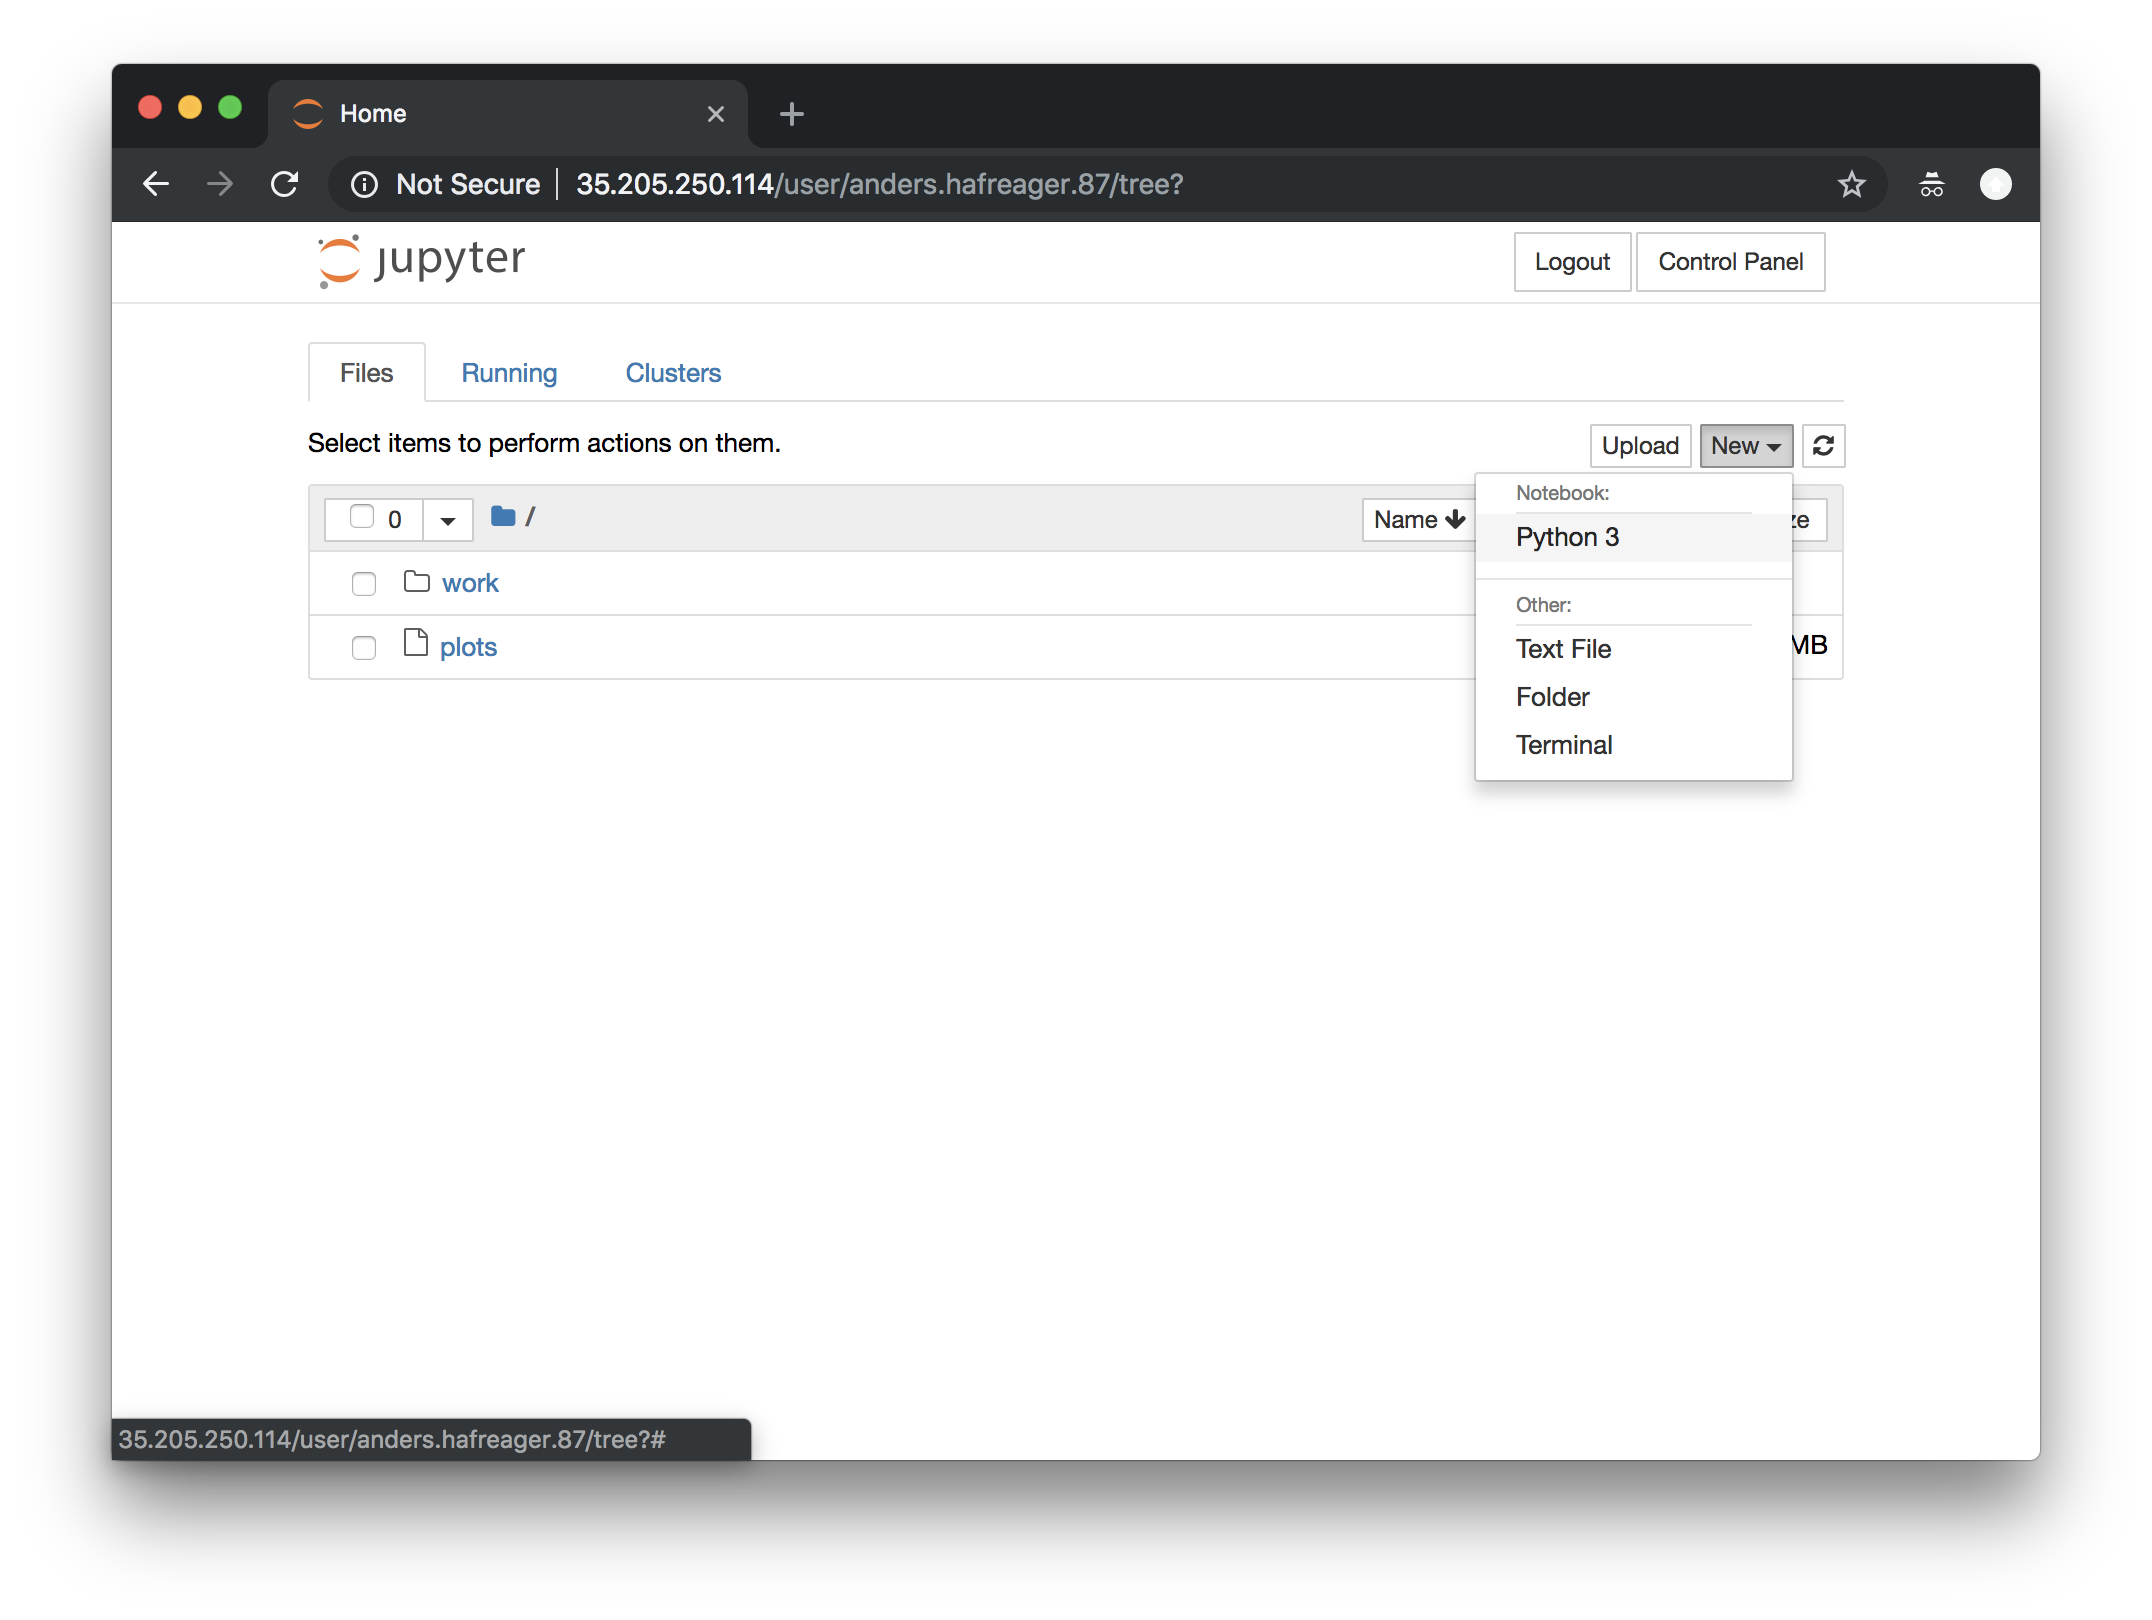 Home
Not Secure 35.205.250.114/user/anders.hafreager.87/tree?
jupyter
Logout Control Panel
Files Running Clusters
Select items to perform actions on them.
Upload New
Notebook:
0 / Name ze
Python 3
work
Other:
plots MB
Text File
Folder
Terminal
35.205.250.114/user/anders.hafreager.87/tree?#